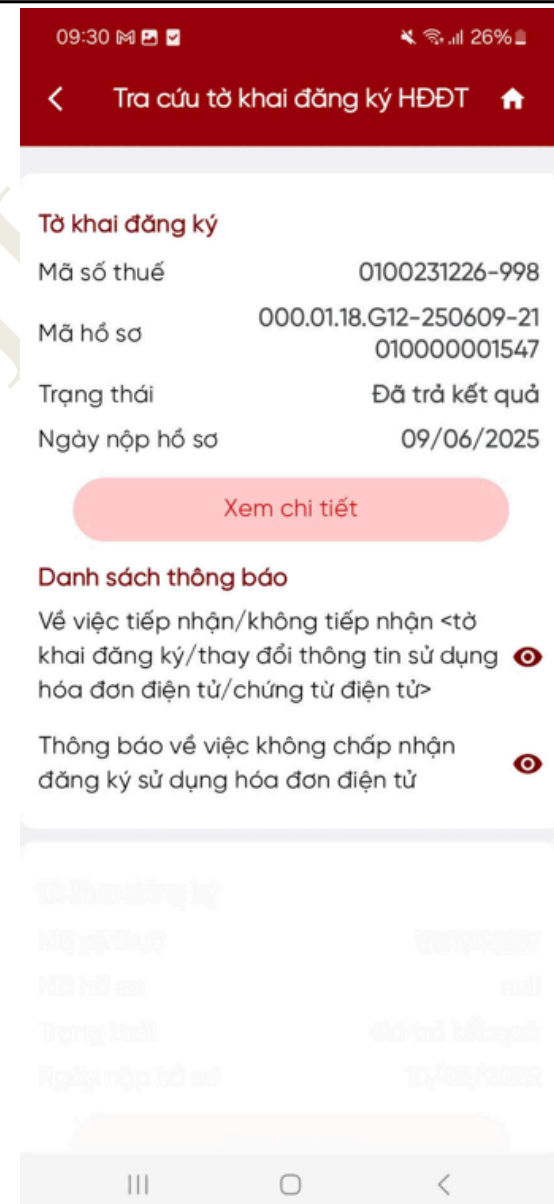 09:30 26%
Tra cứu tờ khai đăng ký HĐĐT
Tờ khai đăng ký
Mã số thuế 0100231226-998
Mã hồ sơ 000.01.18.G12-250609-21
010000001547
Trạng thái Đã trả kết quả
Ngày nộp hồ sơ 09/06/2025
Xem chi tiết
Danh sách thông báo
Về việc tiếp nhận/không tiếp nhận <tờ
khai đăng ký/thay đổi thông tin sử dụng
hóa đơn điện tử/chứng từ điện tử>
Thông báo về việc không chấp nhận
đăng ký sử dụng hóa đơn điện tử